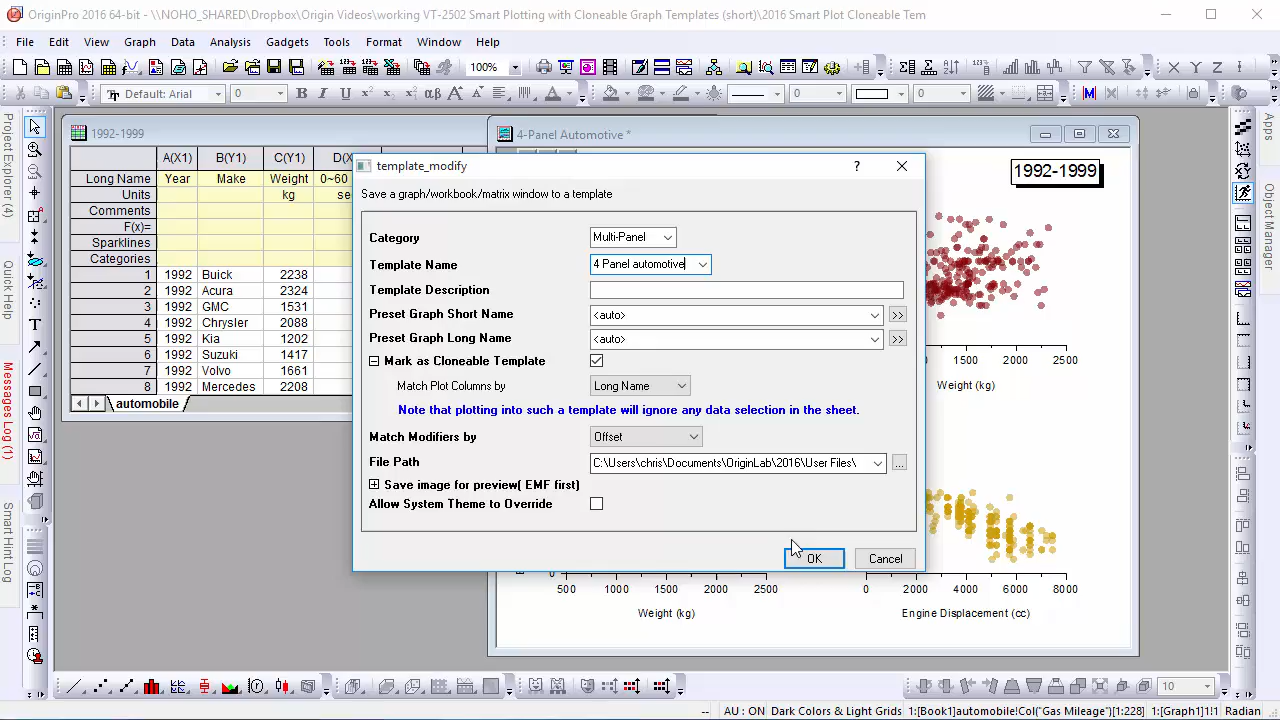 OriginPro 2016 64-bit - \\NOHO_SHARED\Dropbox\Origin Videos\working VT-2502 Smart Plotting with Cloneable Graph Templates (short)\2016 Smart Plot Cloneable Tem
File Edit View Graph Data Analysis Gadgets Tools Format Window Help
100%
Default: Arial 0 B I U αβ A A A 0 0 M
1992-1999
4-Panel Automotive *
Project Explorer (4)
Quick Help
Messages Log (1)
Smart Hint Log
Apps
Object Manager
A(X1) B(Y1) C(Y1) D(X
Long Name Year Make Weight 0~60
Units kg se
Comments
F(x)=
Sparklines
Categories
1 1992 Buick 2238
2 1992 Acura 2324
3 1992 GMC 1531
4 1992 Chrysler 2088
5 1992 Kia 1202
6 1992 Suzuki 1417
7 1992 Volvo 1661
8 1992 Mercedes 2208
automobile
1992-1999
template_modify ?
Save a graph/workbook/matrix window to a template
Category Multi-Panel
Template Name 4 Panel automotive
Template Description
Preset Graph Short Name <auto> >>
Preset Graph Long Name <auto> >>
Mark as Cloneable Template
Match Plot Columns by Long Name
Note that plotting into such a template will ignore any data selection in the sheet.
Match Modifiers by Offset
File Path C:\Users\chris\Documents\OriginLab\2016\User Files\ ...
Save image for preview( EMF first)
Allow System Theme to Override
OK Cancel
1500 2000 2500
Weight (kg)
0
500 1000 1500 2000 2500
Weight (kg)
0 2000 4000 6000 8000
Engine Displacement (cc)
10
-- AU : ON Dark Colors & Light Grids 1:[Book1]automobile!Col("Gas Mileage")[1:228] 1:[Graph1]1!1 Radian